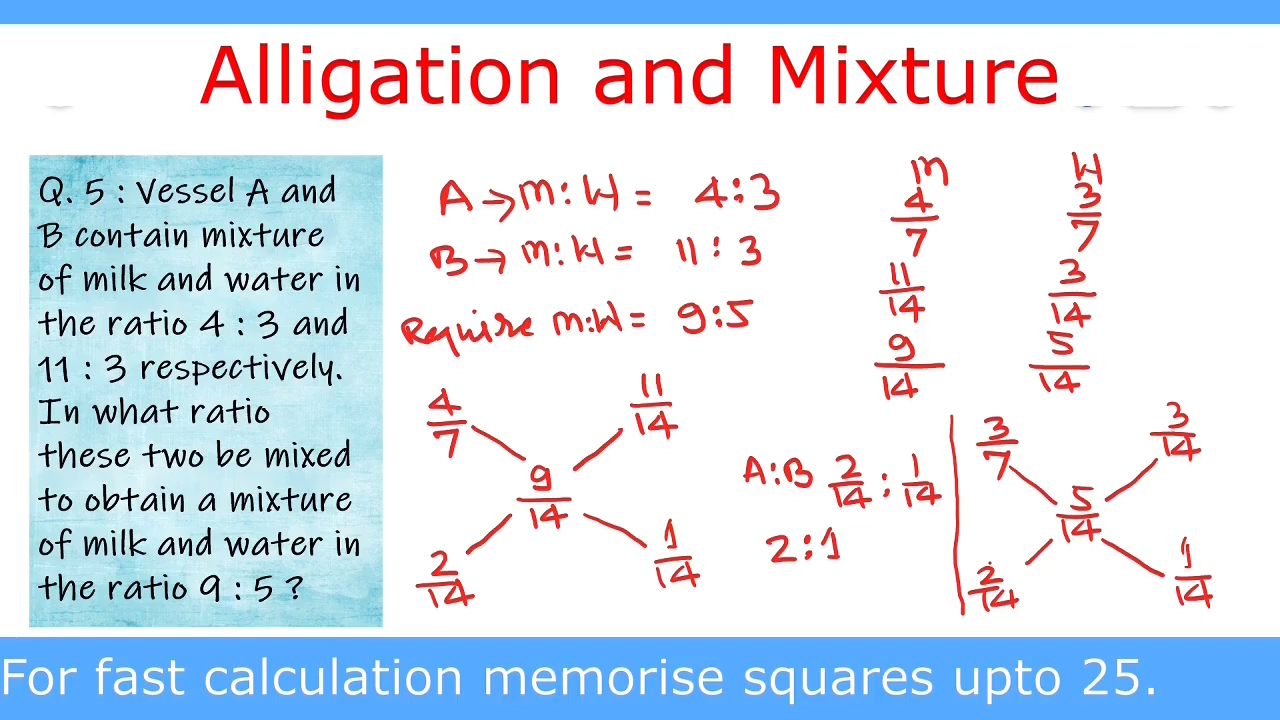 Alligation and Mixture
Q. 5 : Vessel A and
B contain mixture
of milk and water in
the ratio 4 : 3 and
11 : 3 respectively.
In what ratio
these two be mixed
to obtain a mixture
of milk and water in
the ratio 9 : 5 ?
A → M:W = 4:3
B → M:W = 11:3
Require M:W = 9:5
M W
4/7 3/7
11/14 3/14
9/14 5/14
4/7 11/14
9/14
2/14 1/14
A:B 2/14 : 1/14
2:1
3/7 3/14
5/14
2/14 1/14
For fast calculation memorise squares upto 25.